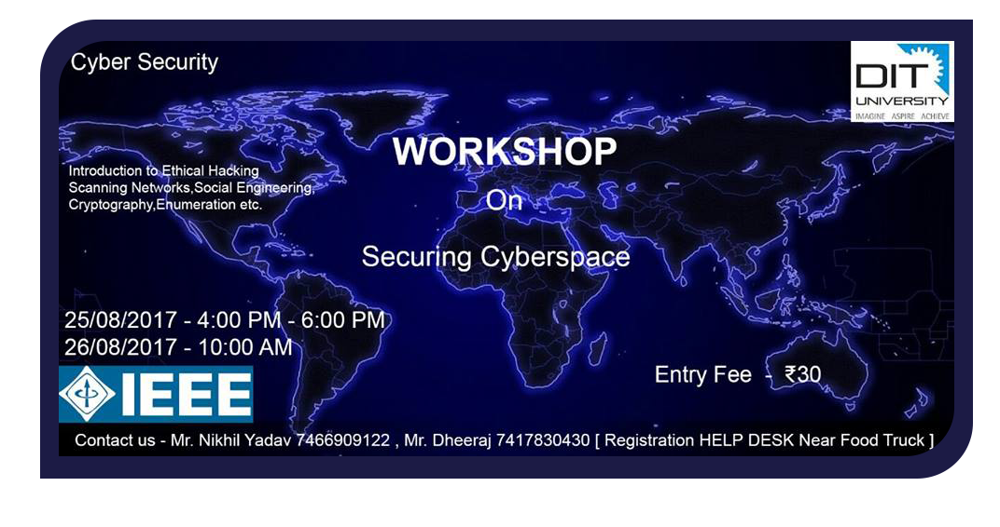 Cyber Security
DIT
UNIVERSITY
IMAGINE ASPIRE ACHIEVE
WORKSHOP
On
Securing Cyberspace
Introduction to Ethical Hacking
Scanning Networks,Social Engineering,
Cryptography,Enumeration etc.
25/08/2017 - 4:00 PM - 6:00 PM
26/08/2017 - 10:00 AM
IEEE
Entry Fee - ₹30
Contact us - Mr. Nikhil Yadav 7466909122 , Mr. Dheeraj 7417830430 [ Registration HELP DESK Near Food Truck ]